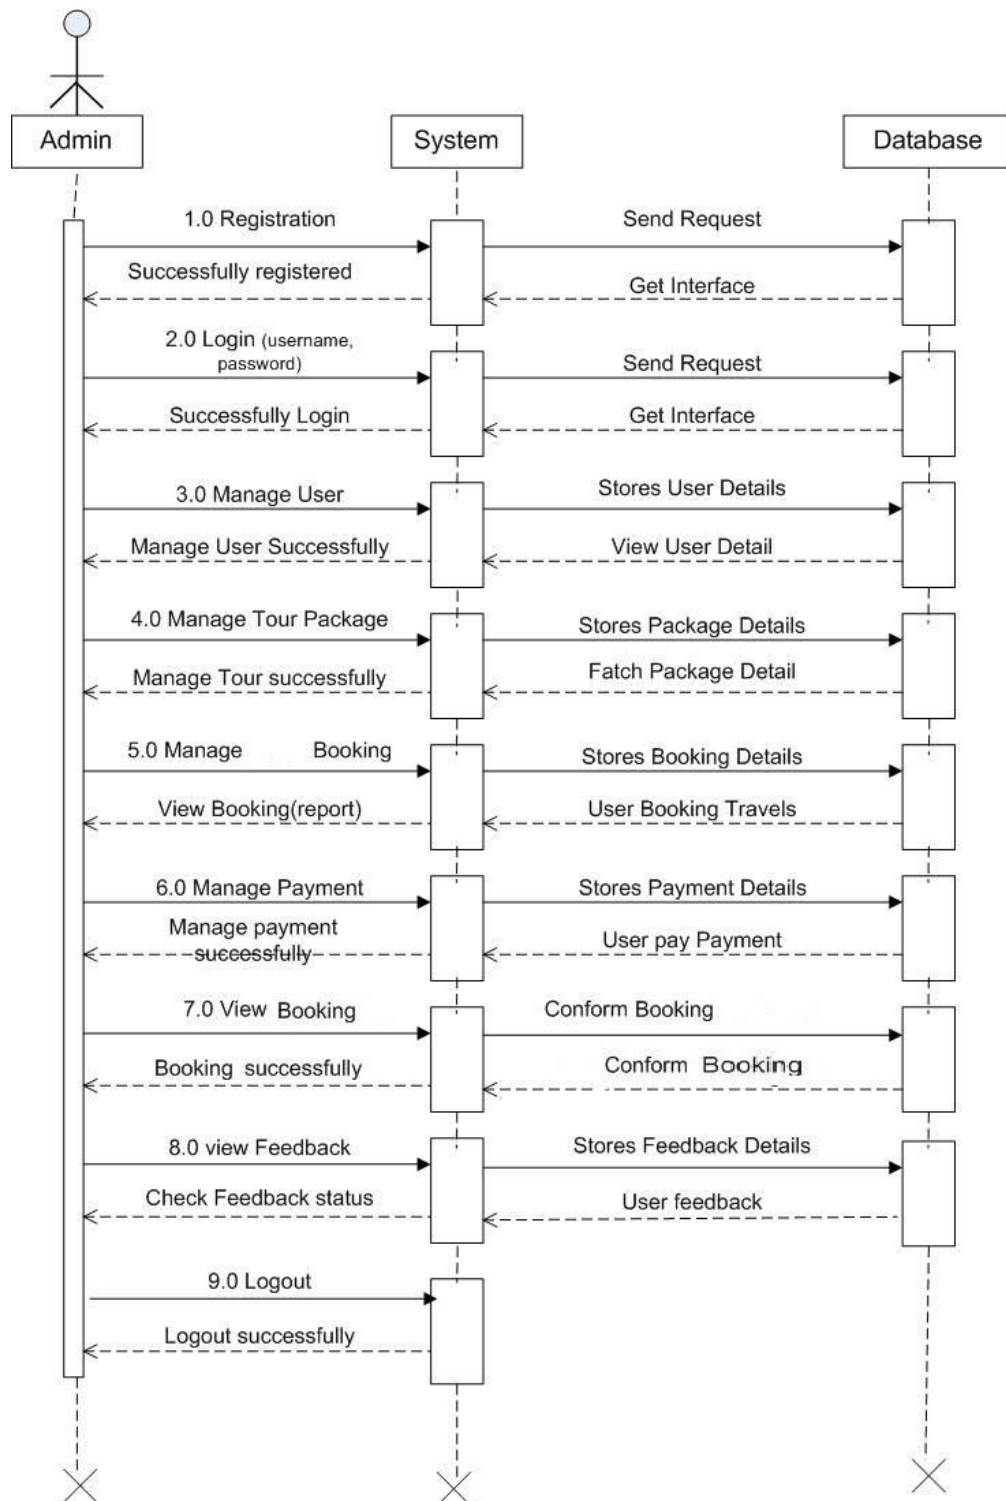 Admin
System
Database
1.0 Registration
Send Request
Successfully registered
Get Interface
2.0 Login (username,
password)
Send Request
Successfully Login
Get Interface
3.0 Manage User
Stores User Details
Manage User Successfully
View User Detail
4.0 Manage Tour Package
Stores Package Details
Manage Tour successfully
Fatch Package Detail
5.0 Manage Booking
Stores Booking Details
View Booking(report)
User Booking Travels
6.0 Manage Payment
Stores Payment Details
Manage payment
successfully
User pay Payment
7.0 View Booking
Conform Booking
Booking successfully
Conform Booking
8.0 view Feedback
Stores Feedback Details
Check Feedback status
User feedback
9.0 Logout
Logout successfully